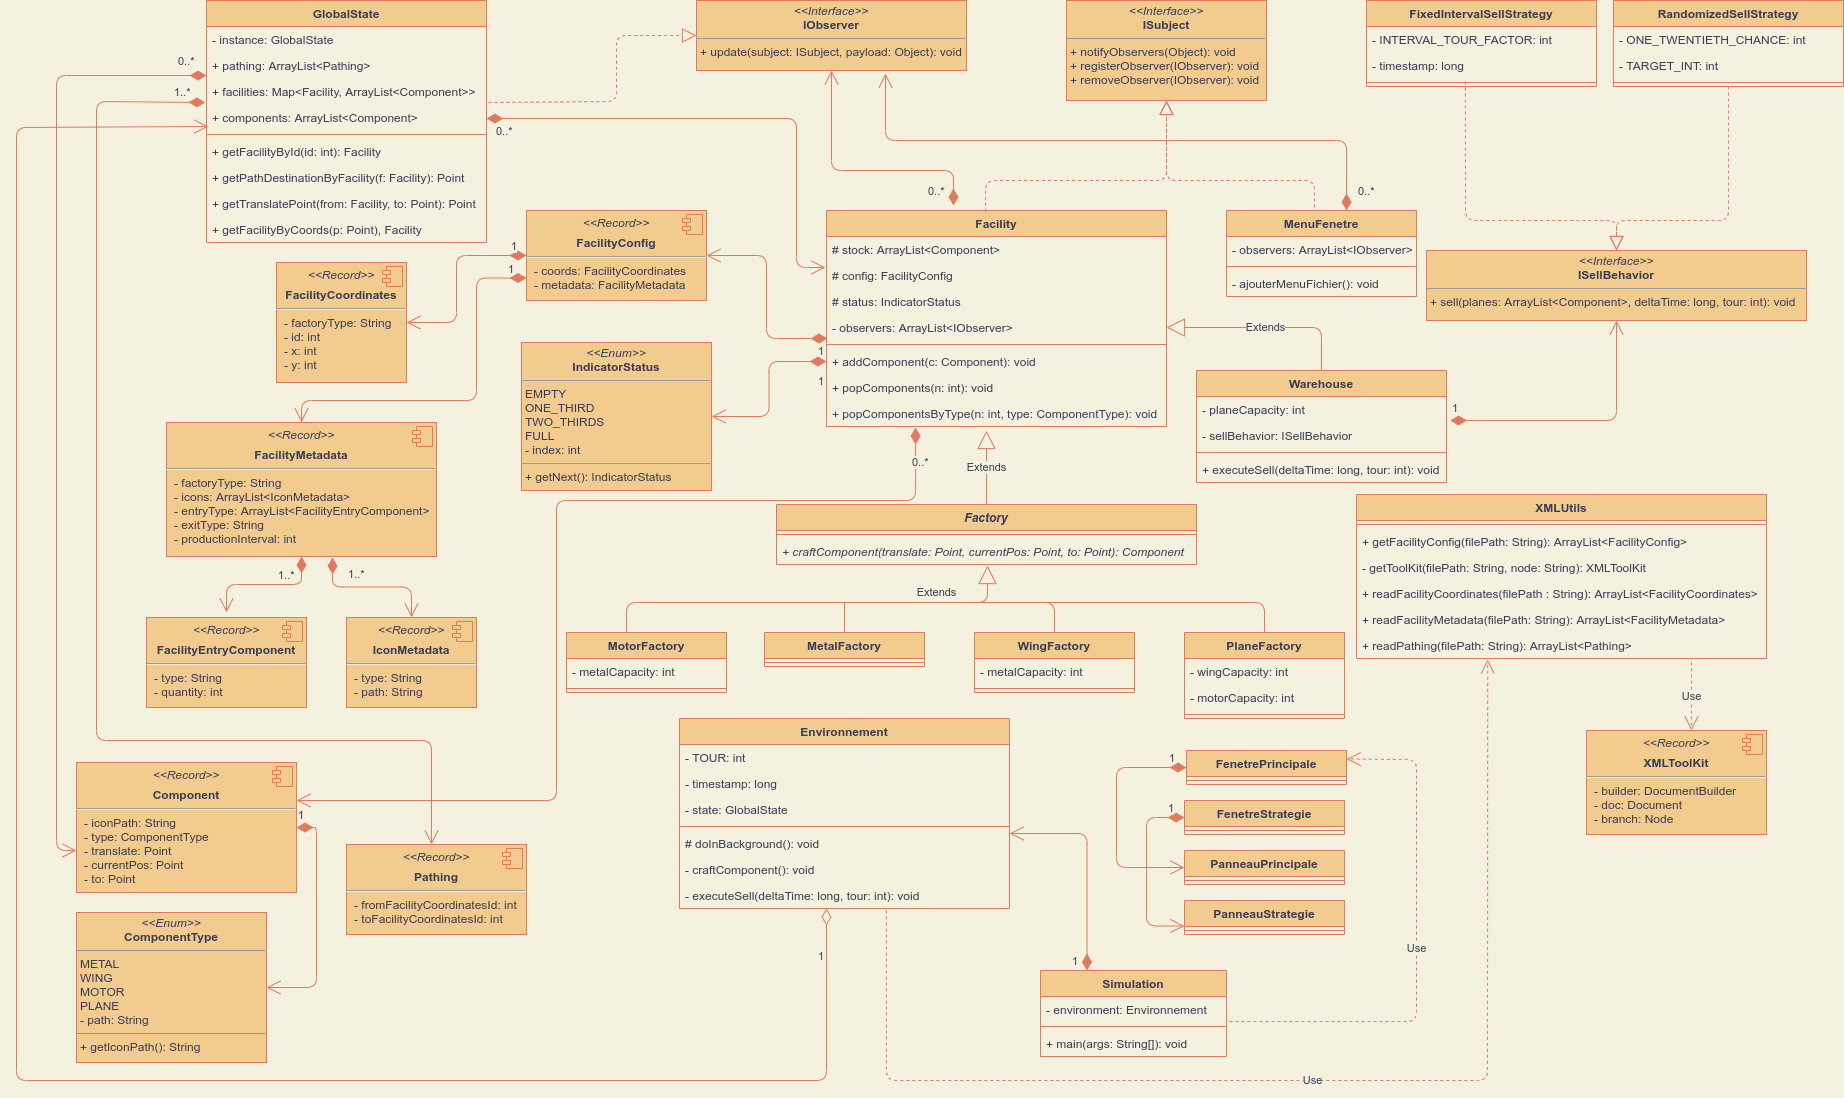 GlobalState
- instance: GlobalState
+ pathing: ArrayList<Pathing>
+ facilities: Map<Facility, ArrayList<Component>>
+ components: ArrayList<Component>
+ getFacilityById(id: int): Facility
+ getPathDestinationByFacility(f: Facility): Point
+ getTranslatePoint(from: Facility, to: Point): Point
+ getFacilityByCoords(p: Point), Facility
0..*
1..*
0..*
<<Interface>>
IObserver
+ update(subject: ISubject, payload: Object): void
<<Interface>>
ISubject
+ notifyObservers(Object): void
+ registerObserver(IObserver): void
+ removeObserver(IObserver): void
FixedIntervalSellStrategy
- INTERVAL_TOUR_FACTOR: int
- timestamp: long
RandomizedSellStrategy
- ONE_TWENTIETH_CHANCE: int
- TARGET_INT: int
0..*
0..*
<<Record>>
FacilityConfig
- coords: FacilityCoordinates
- metadata: FacilityMetadata
1
1
<<Record>>
FacilityCoordinates
- factoryType: String
- id: int
- x: int
- y: int
Facility
# stock: ArrayList<Component>
# config: FacilityConfig
# status: IndicatorStatus
- observers: ArrayList<IObserver>
+ addComponent(c: Component): void
+ popComponents(n: int): void
+ popComponentsByType(n: int, type: ComponentType): void
1
1
0..*
MenuFenetre
- observers: ArrayList<IObserver>
- ajouterMenuFichier(): void
<<Interface>>
ISellBehavior
+ sell(planes: ArrayList<Component>, deltaTime: long, tour: int): void
Extends
<<Enum>>
IndicatorStatus
EMPTY
ONE_THIRD
TWO_THIRDS
FULL
- index: int
+ getNext(): IndicatorStatus
Warehouse
- planeCapacity: int
- sellBehavior: ISellBehavior
+ executeSell(deltaTime: long, tour: int): void
1
<<Record>>
FacilityMetadata
- factoryType: String
- icons: ArrayList<IconMetadata>
- entryType: ArrayList<FacilityEntryComponent>
- exitType: String
- productionInterval: int
1..*
1..*
Extends
Factory
+ craftComponent(translate: Point, currentPos: Point, to: Point): Component
Extends
XMLUtils
+ getFacilityConfig(filePath: String): ArrayList<FacilityConfig>
- getToolKit(filePath: String, node: String): XMLToolKit
+ readFacilityCoordinates(filePath : String): ArrayList<FacilityCoordinates>
+ readFacilityMetadata(filePath: String): ArrayList<FacilityMetadata>
+ readPathing(filePath: String): ArrayList<Pathing>
<<Record>>
FacilityEntryComponent
- type: String
- quantity: int
<<Record>>
IconMetadata
- type: String
- path: String
MotorFactory
- metalCapacity: int
MetalFactory
WingFactory
- metalCapacity: int
PlaneFactory
- wingCapacity: int
- motorCapacity: int
Use
<<Record>>
XMLToolKit
- builder: DocumentBuilder
- doc: Document
- branch: Node
Environnement
- TOUR: int
- timestamp: long
- state: GlobalState
# doInBackground(): void
- craftComponent(): void
- executeSell(deltaTime: long, tour: int): void
1
FenetrePrincipale
1
FenetreStrategie
1
PanneauPrincipale
PanneauStrategie
<<Record>>
Component
- iconPath: String
- type: ComponentType
- translate: Point
- currentPos: Point
- to: Point
1
<<Record>>
Pathing
- fromFacilityCoordinatesId: int
- toFacilityCoordinatesId: int
<<Enum>>
ComponentType
METAL
WING
MOTOR
PLANE
- path: String
+ getIconPath(): String
1
Simulation
- environment: Environnement
+ main(args: String[]): void
Use
Use